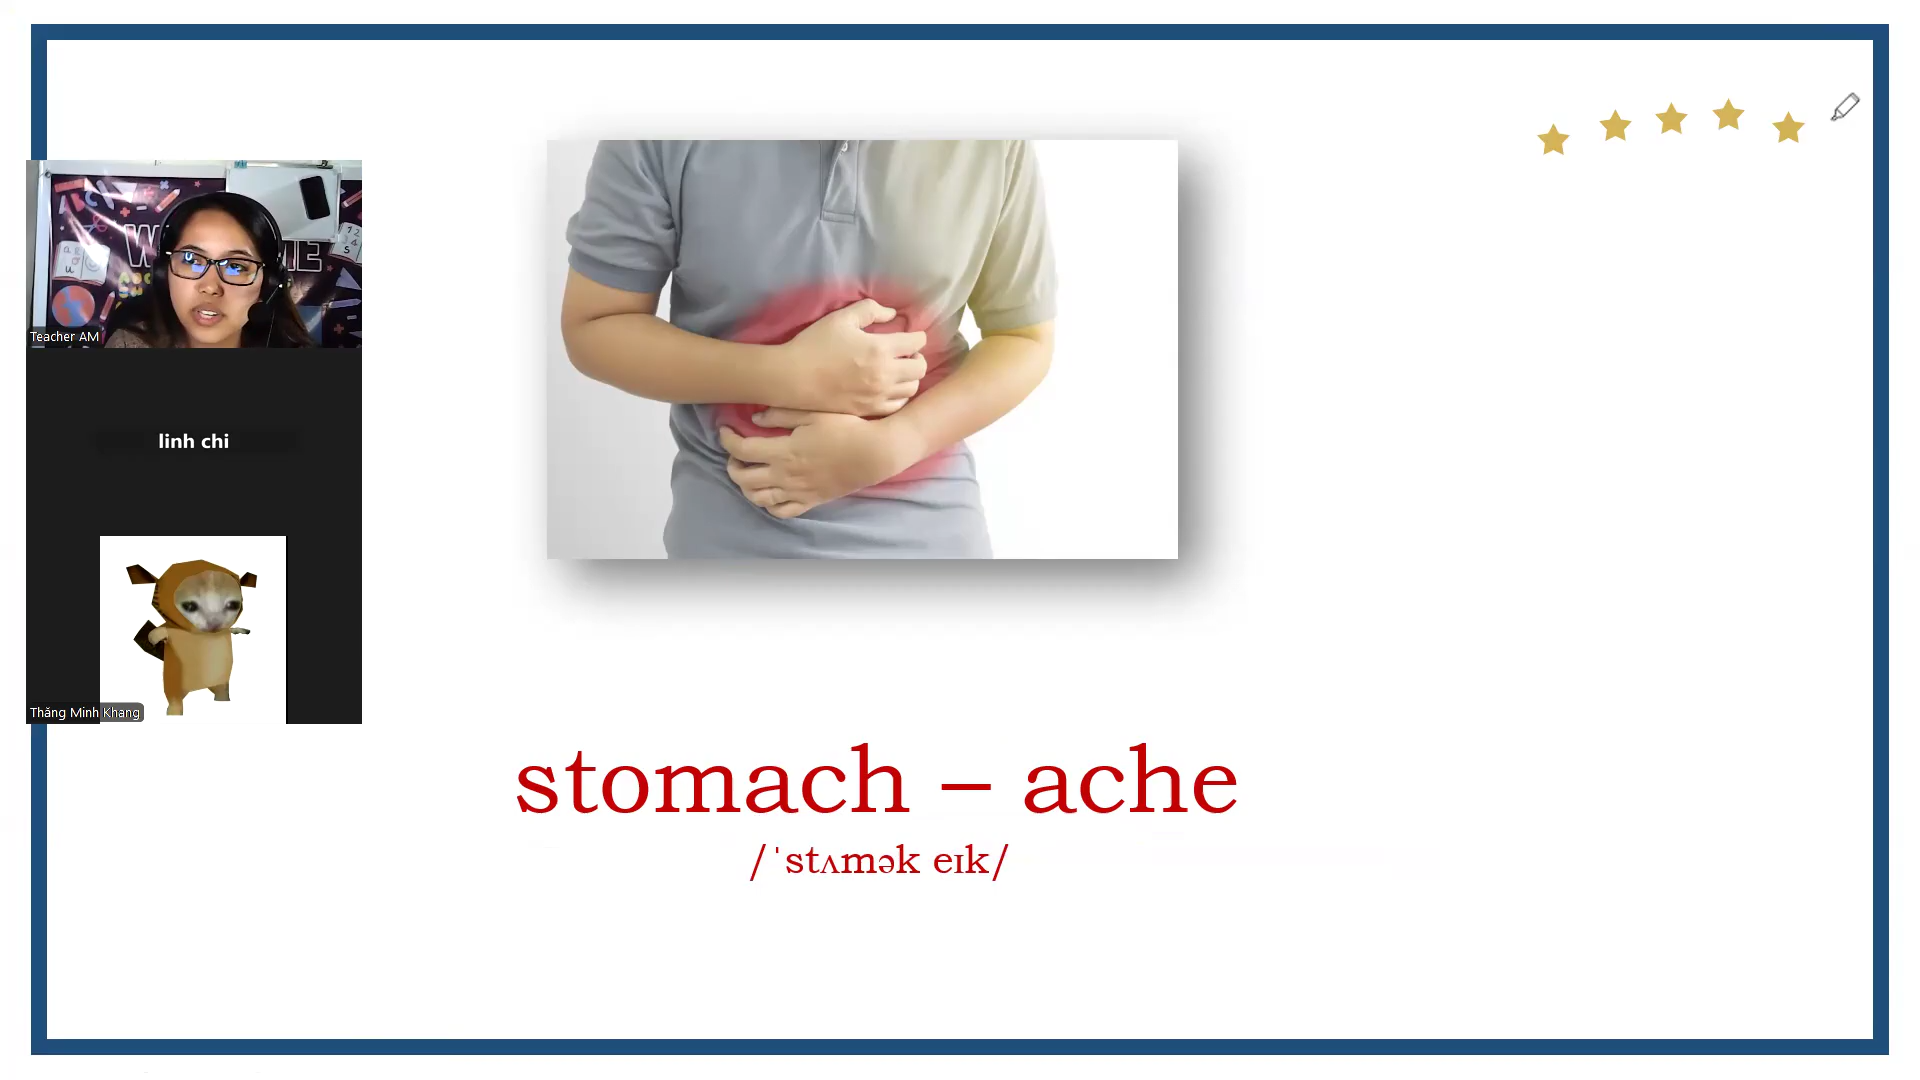 Teacher AM
linh chi
Thăng Minh Khang
stomach – ache
/ˈstʌmək eɪk/